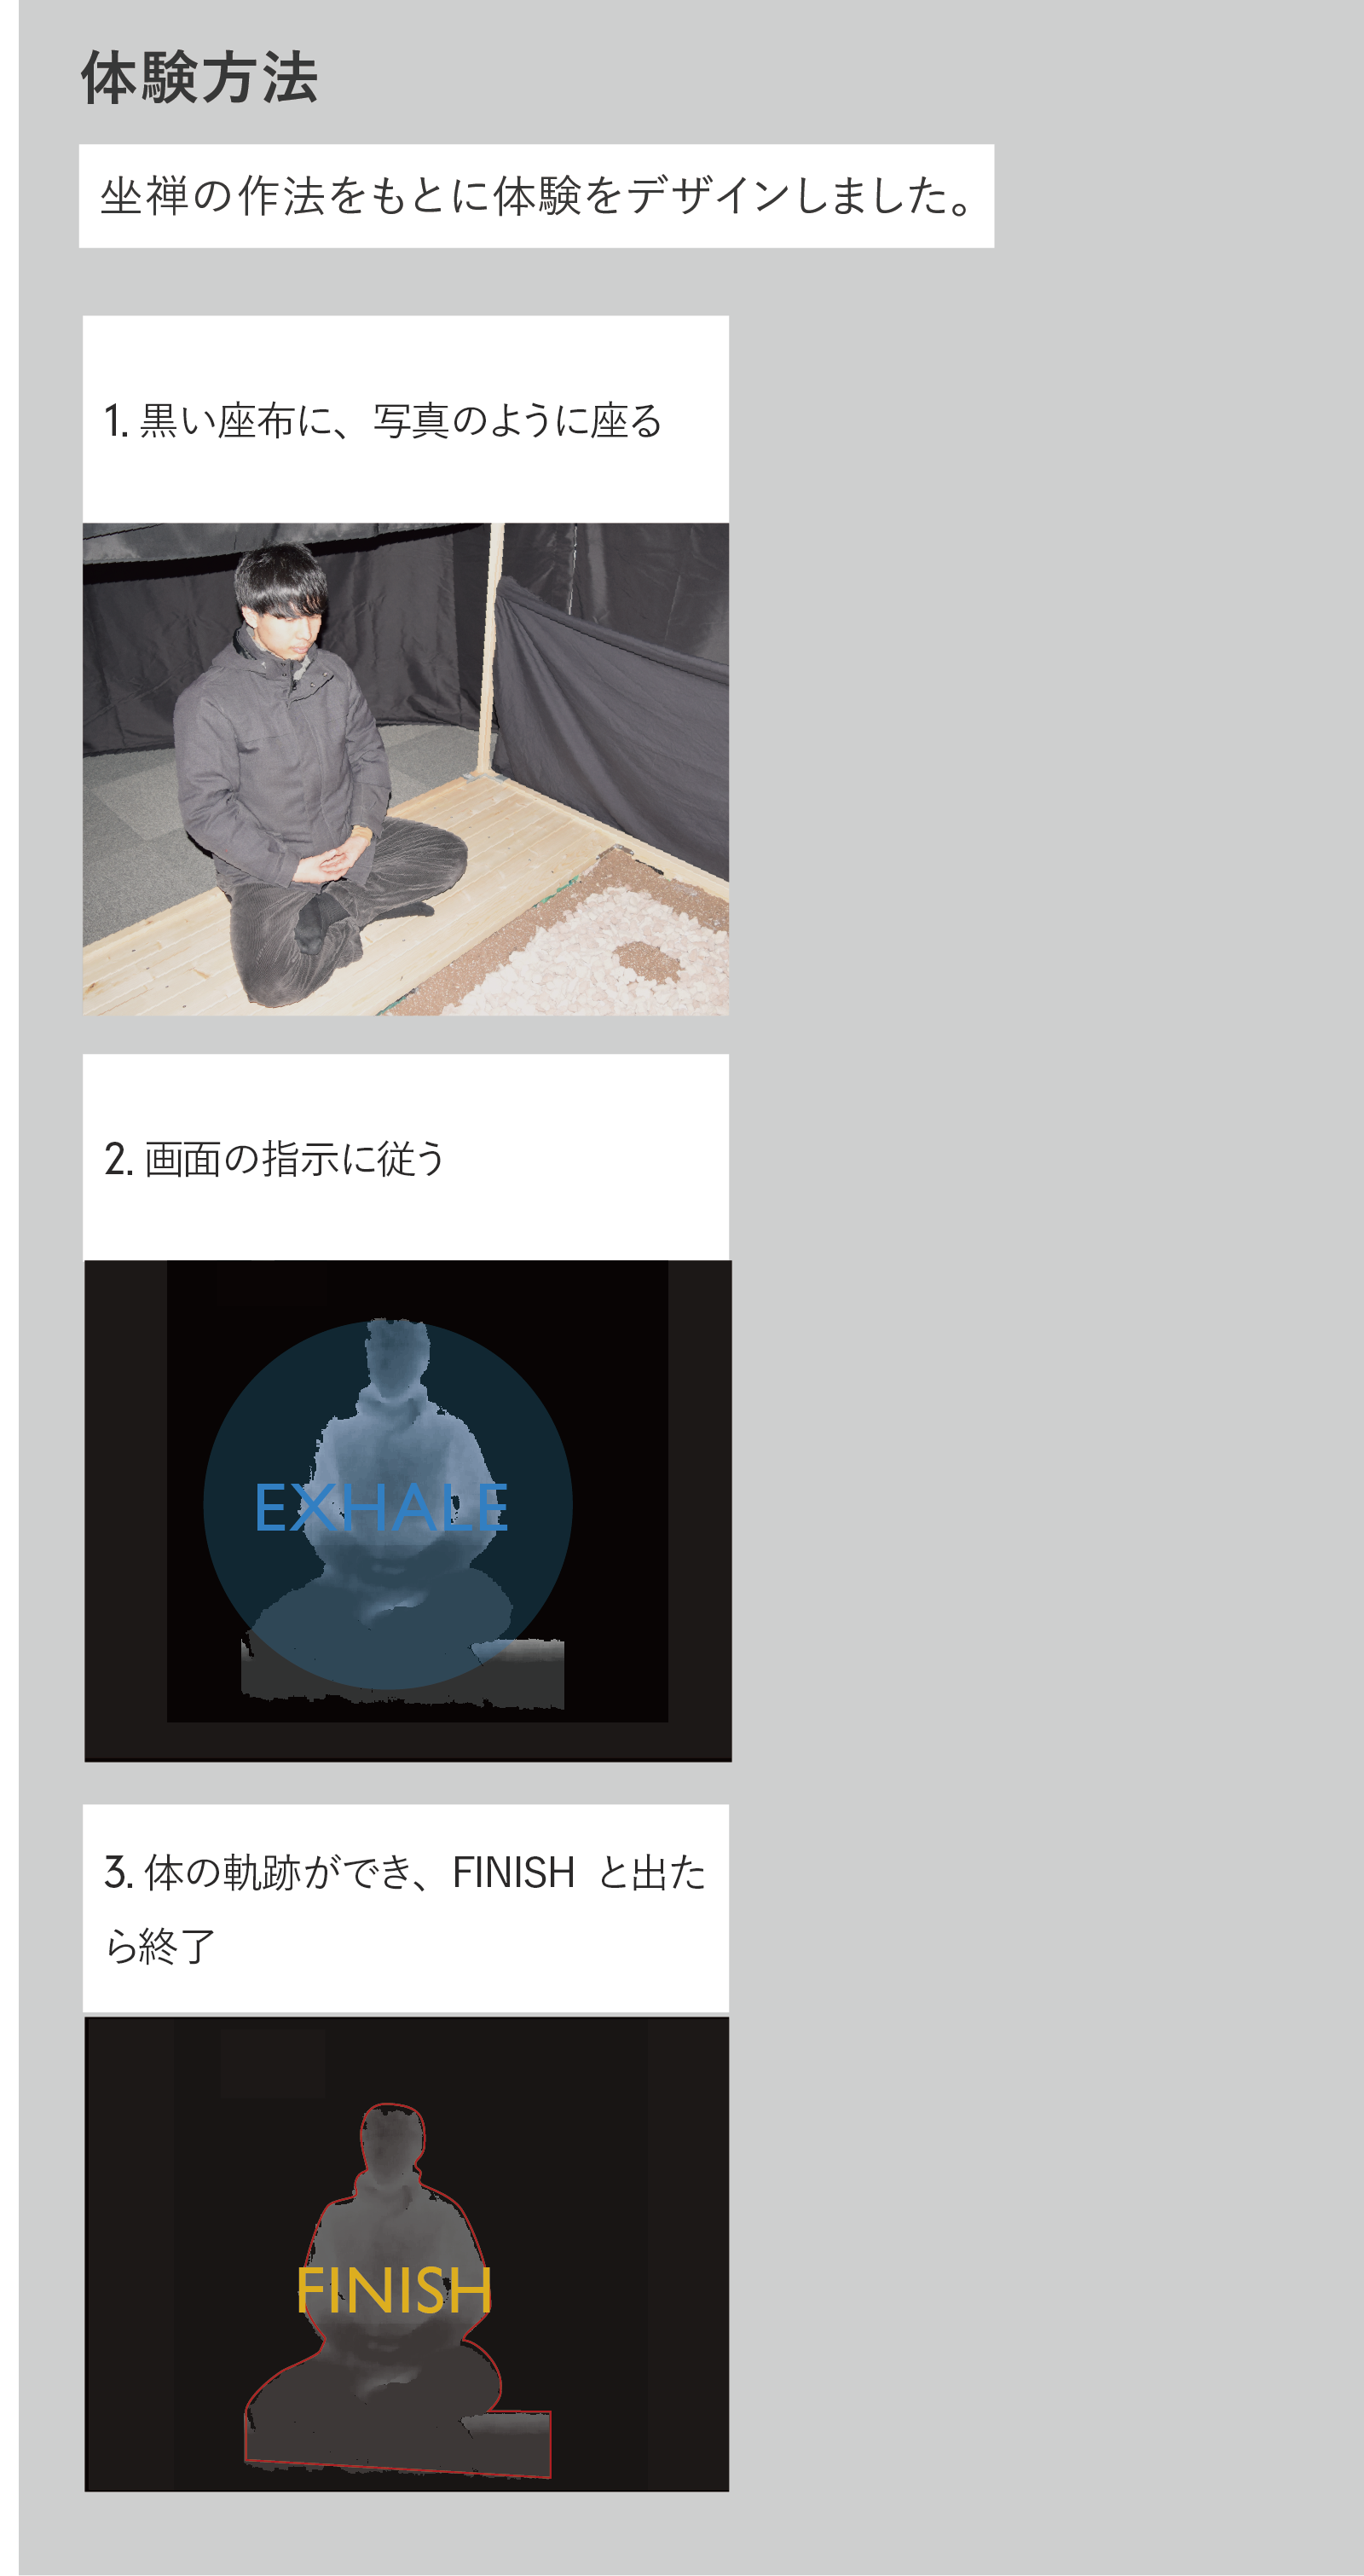 体験方法
坐禅の作法をもとに体験をデザインしました。
1. 黒い座布に、写真のように座る
2. 画面の指示に従う
EXHALE
3. 体の軌跡ができ、FINISH と出た
ら終了
FINISH